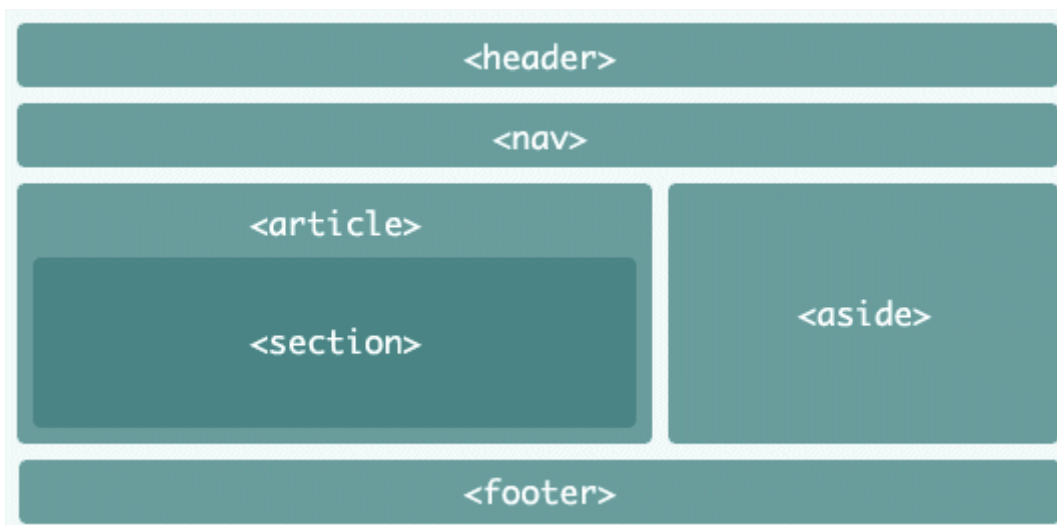 <header>
<nav>
<article>
<section>
<aside>
<footer>